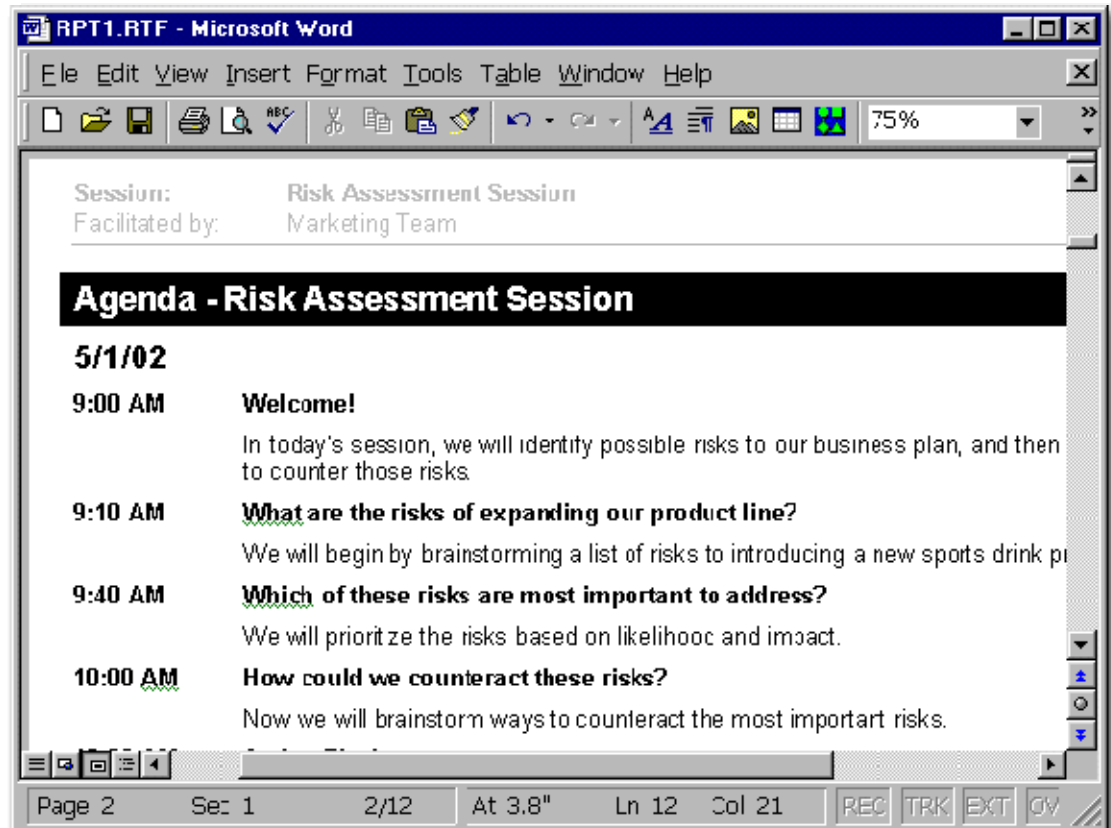 RPT1.RTF - Microsoft Word
File Edit View Insert Format Tools Table Window Help
ABC A 75%
Session: Risk Assessment Session
Facilitated by: Marketing Team
Agenda - Risk Assessment Session
5/1/02
9:00 AM Welcome!
In today's session, we will identify possible risks to our business plan, and then
to counter those risks.
9:10 AM What are the risks of expanding our product line?
We will begin by brainstorming a list of risks to introducing a new sports drink
9:40 AM Which of these risks are most important to address?
We will prioritize the risks based on likelihood and impact.
10:00 AM How could we counteract these risks?
Now we will brainstorm ways to counteract the most important risks.
Page 2 Sec 1 2/12 At 3.8" Ln 12 Col 21 REC TRK EXT